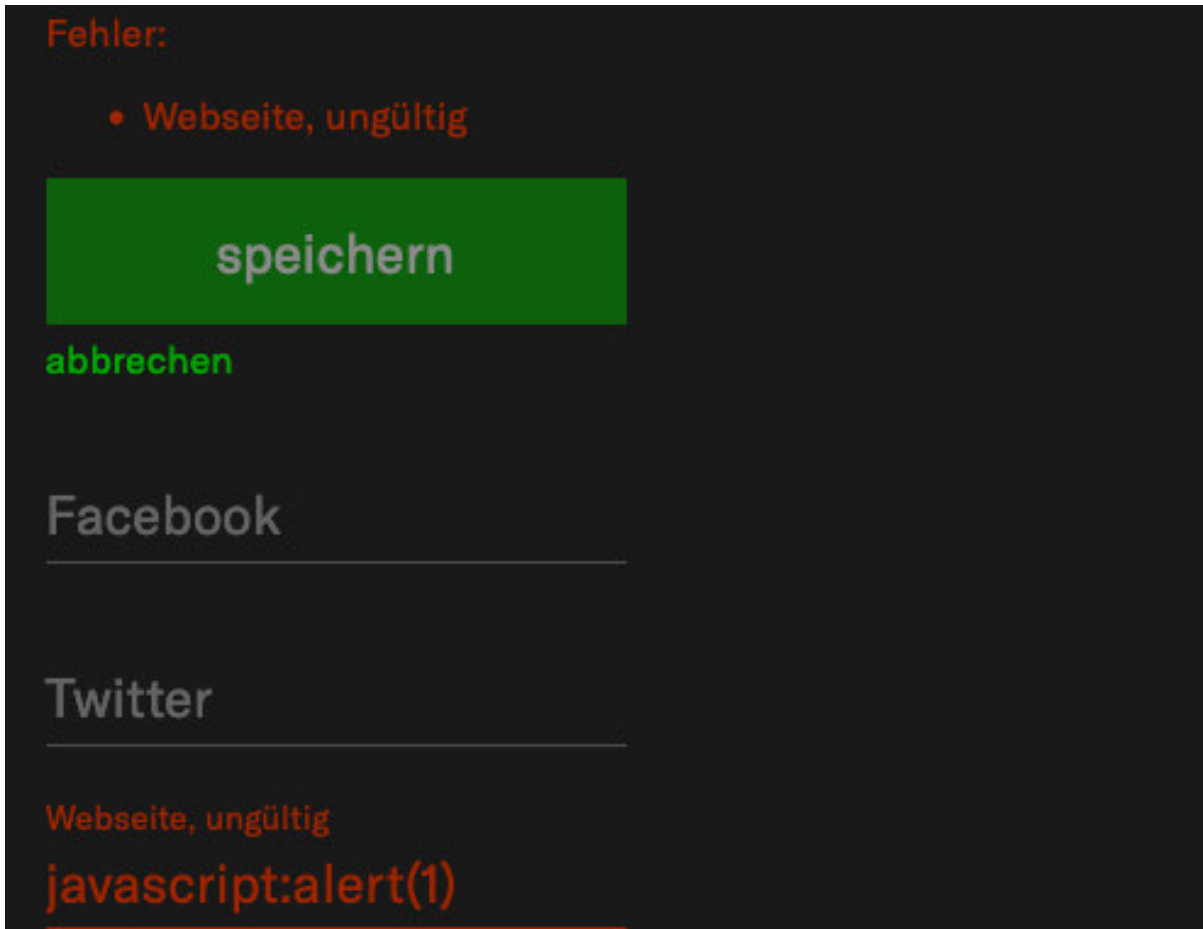 Fehler:
• Webseite, ungültig
speichern
abbrechen
Facebook
Twitter
Webseite, ungültig
javascript:alert(1)